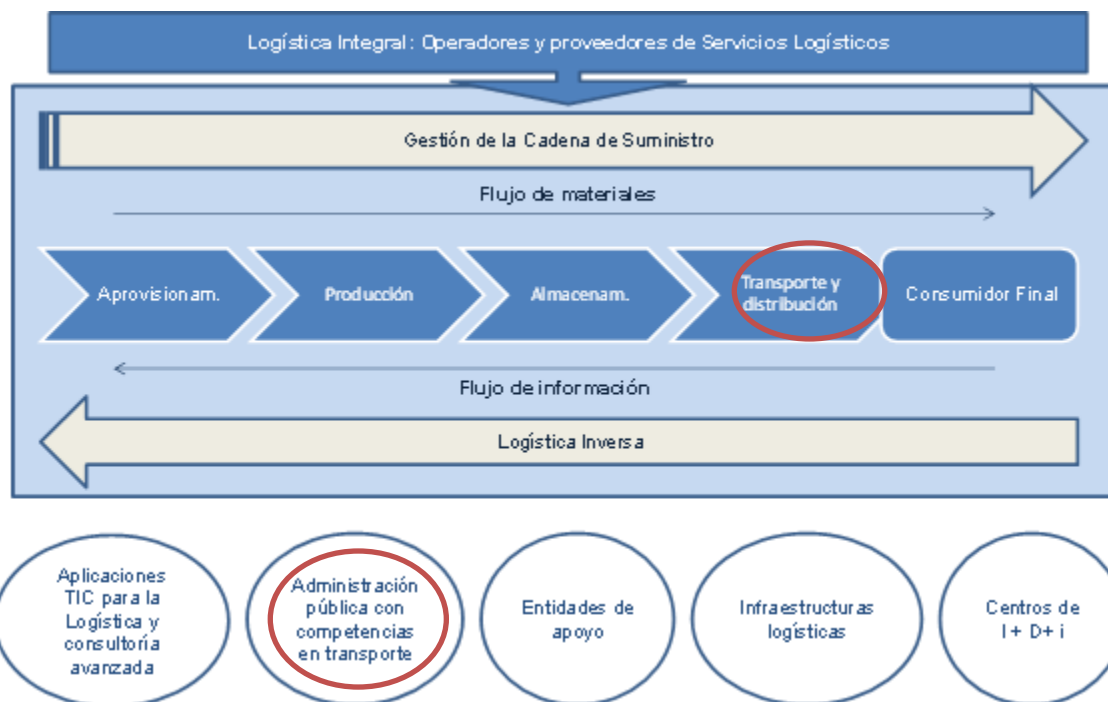 Logística Integral: Operadores y proveedores de Servicios Logísticos
Gestión de la Cadena de Suministro
Flujo de materiales
Aprovisionam.
Producción
Almacenam.
Transporte y
distribución
Consumidor Final
Flujo de información
Logística Inversa
Aplicaciones
TIC para la
Logística y
consultoría
avanzada
Administración
pública con
competencias
en transporte
Entidades de
apoyo
Infraestructuras
logísticas
Centros de
I + D+ i